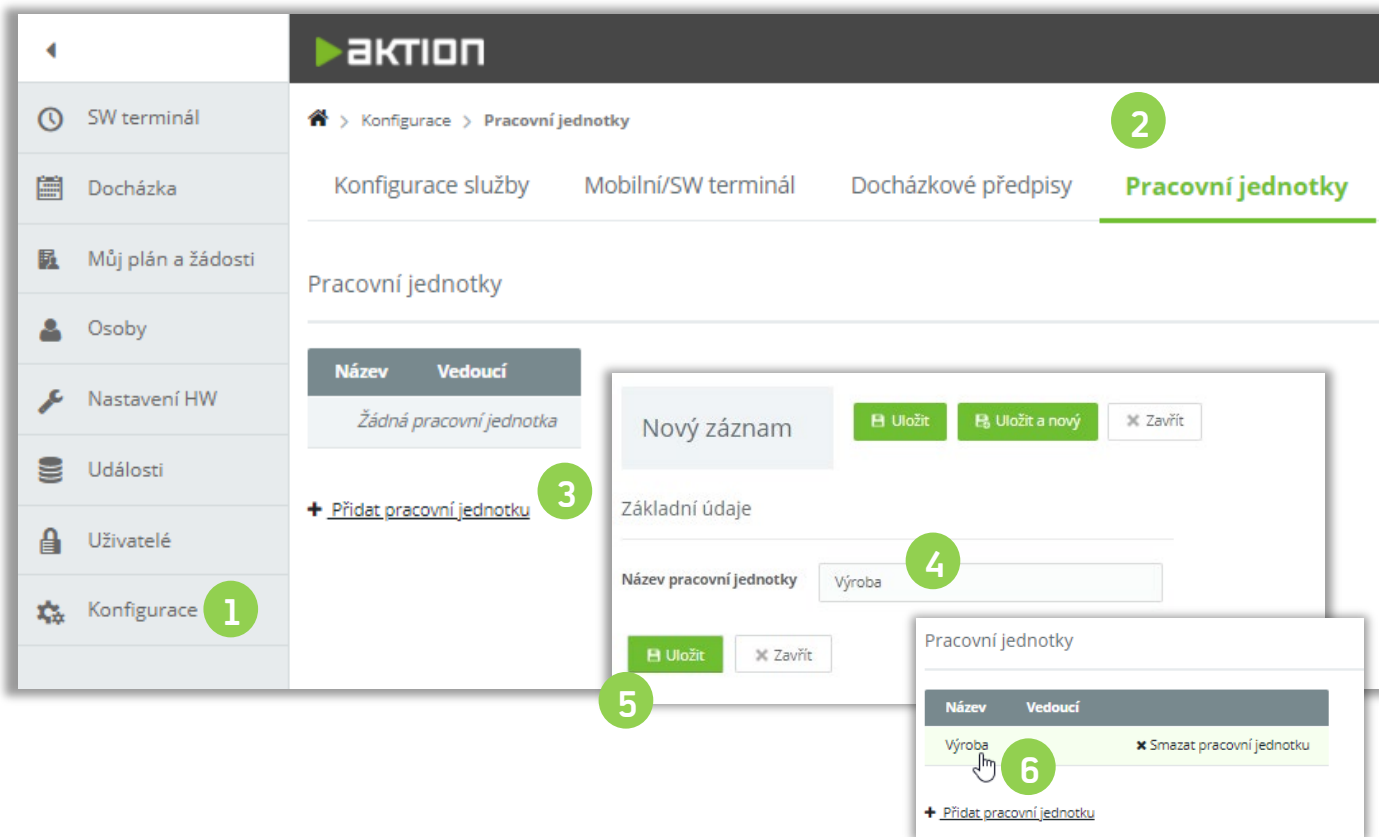 aktion
SW terminál
Docházka
Můj plán a žádosti
Osoby
Nastavení HW
Události
Uživatelé
Konfigurace
1
> Konfigurace > Pracovní jednotky
2
Konfigurace služby Mobilní/SW terminál Docházkové předpisy Pracovní jednotky
Pracovní jednotky
Název Vedoucí
Žádná pracovní jednotka
+ Přidat pracovní jednotku
3
Nový záznam
Uložit Uložit a nový Zavřít
Základní údaje
4
Název pracovní jednotky Výroba
Uložit Zavřít
5
Pracovní jednotky
Název Vedoucí
Výroba Smazat pracovní jednotku
6
+ Přidat pracovní jednotku